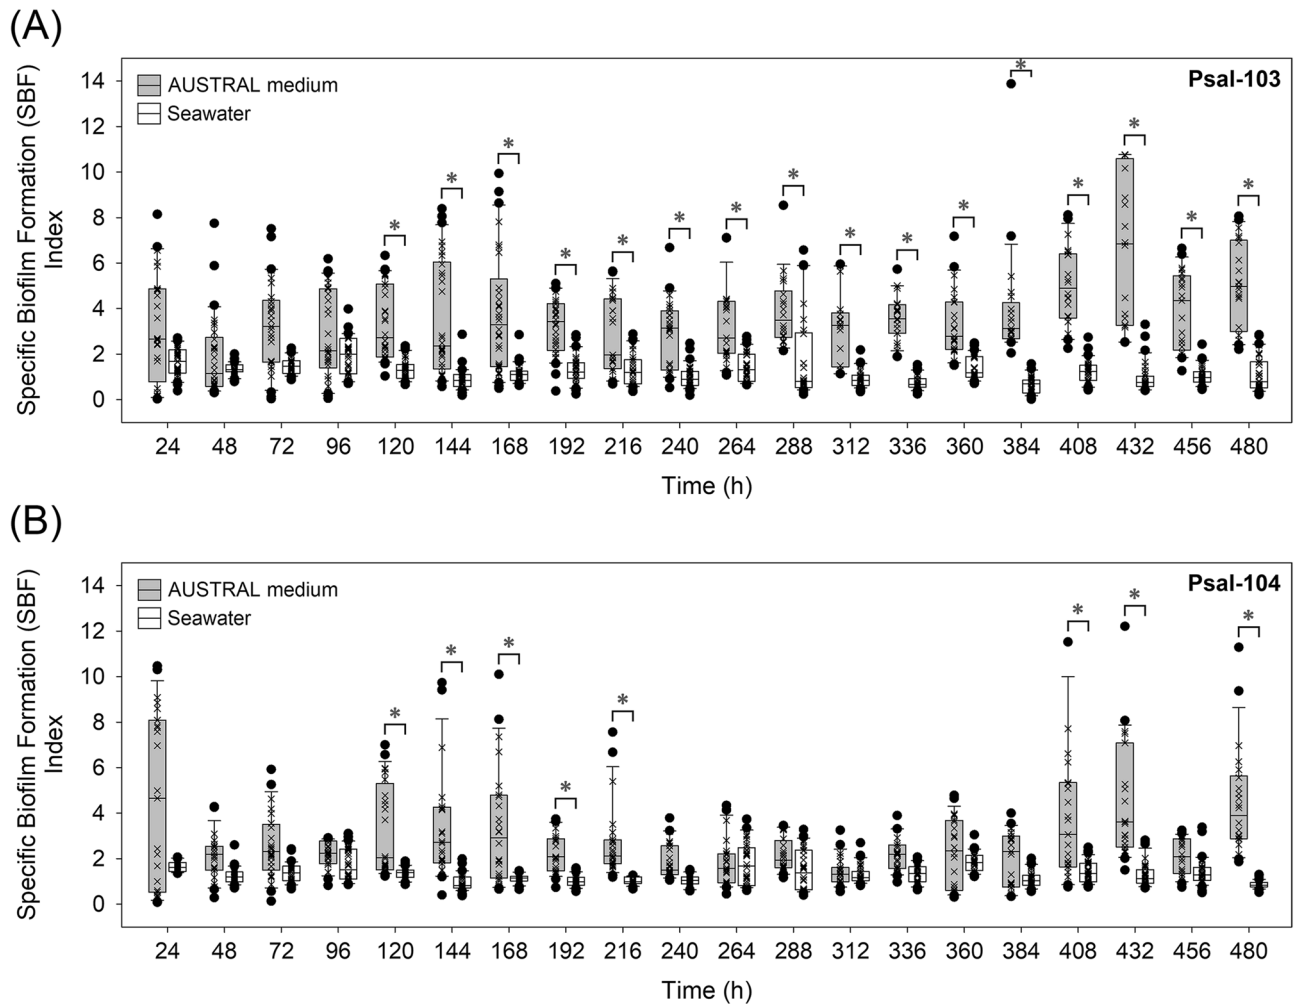 (A)
Specific Biofilm Formation (SBF)
Index
14
12
10
8
6
4
2
0
AUSTRAL medium
Seawater
Psal-103
* * * * * * * * * * * * * * * *
24 48 72 96 120 144 168 192 216 240 264 288 312 336 360 384 408 432 456 480
Time (h)
(B)
Specific Biofilm Formation (SBF)
Index
14
12
10
8
6
4
2
0
AUSTRAL medium
Seawater
Psal-104
* * * * * * * *
24 48 72 96 120 144 168 192 216 240 264 288 312 336 360 384 408 432 456 480
Time (h)